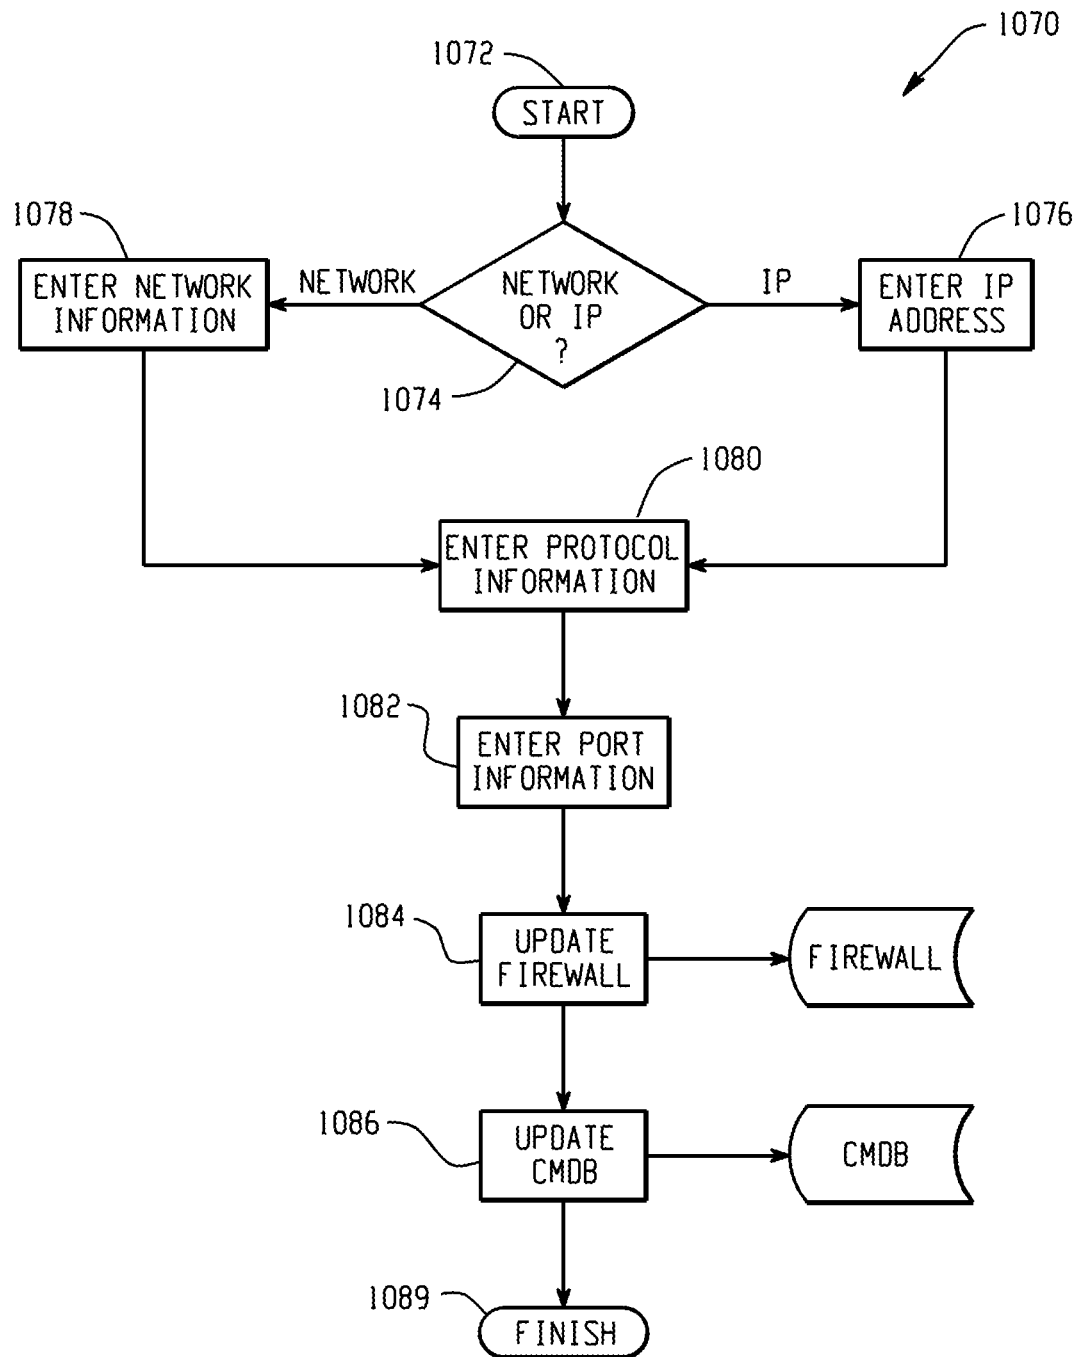 1070
1072
START
1078
1076
ENTER NETWORK
INFORMATION
NETWORK
NETWORK
OR IP
?
IP
ENTER IP
ADDRESS
1074
1080
ENTER PROTOCOL
INFORMATION
1082
ENTER PORT
INFORMATION
1084
UPDATE
FIREWALL
FIREWALL
1086
UPDATE
CMDB
CMDB
1089
FINISH